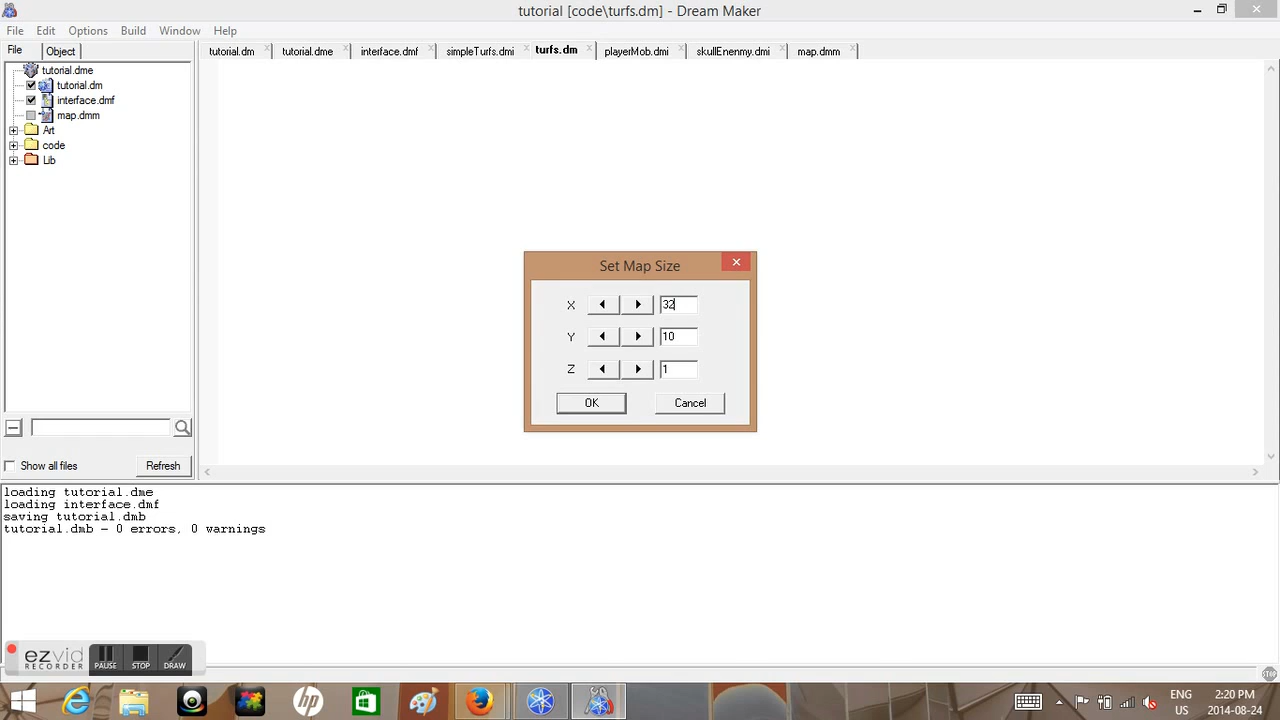 tutorial [code\turfs.dm] - Dream Maker
File Edit Options Build Window Help
File Object
tutorial.dm tutorial.dme interface.dmf simpleTurfs.dmi turfs.dm playerMob.dmi skullEnenmy.dmi map.dmm
tutorial.dme
tutorial.dm
interface.dmf
map.dmm
Art
code
Lib
Set Map Size
X 32
Y 10
Z 1
OK Cancel
Show all files Refresh
loading tutorial.dme
loading interface.dmf
saving tutorial.dmb
tutorial.dmb - 0 errors, 0 warnings
ezvid
RECORDER
PAUSE STOP DRAW
STOP
hp
ENG 2:20 PM
US 2014-08-24